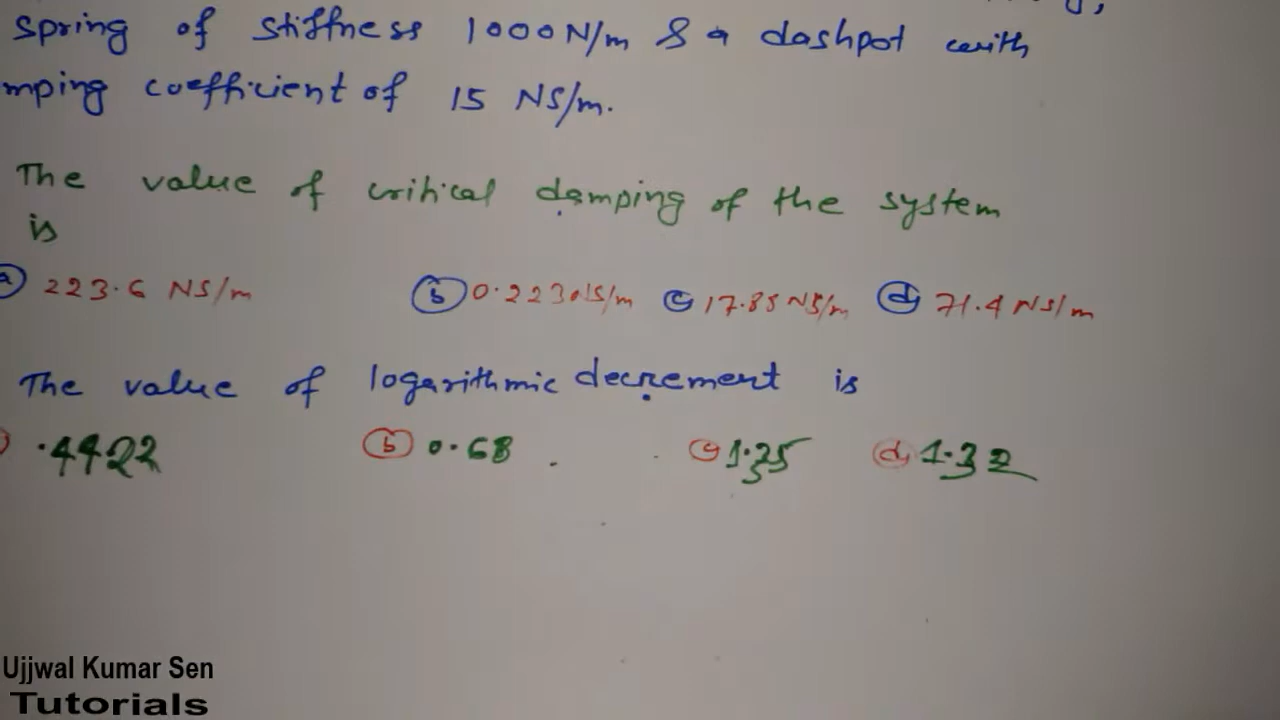 spring of stiffness 1000 N/m & a dashpot with
mping coefficient of 15 NS/m.
The value of critical damping of the system
is
a 223.6 NS/m b 0.223 NS/m c 17.85 NS/m d 71.4 NS/m
The value of logarithmic decrement is
.4422 b 0.68 c 1.35 d 1.32
Ujjwal Kumar Sen
Tutorials